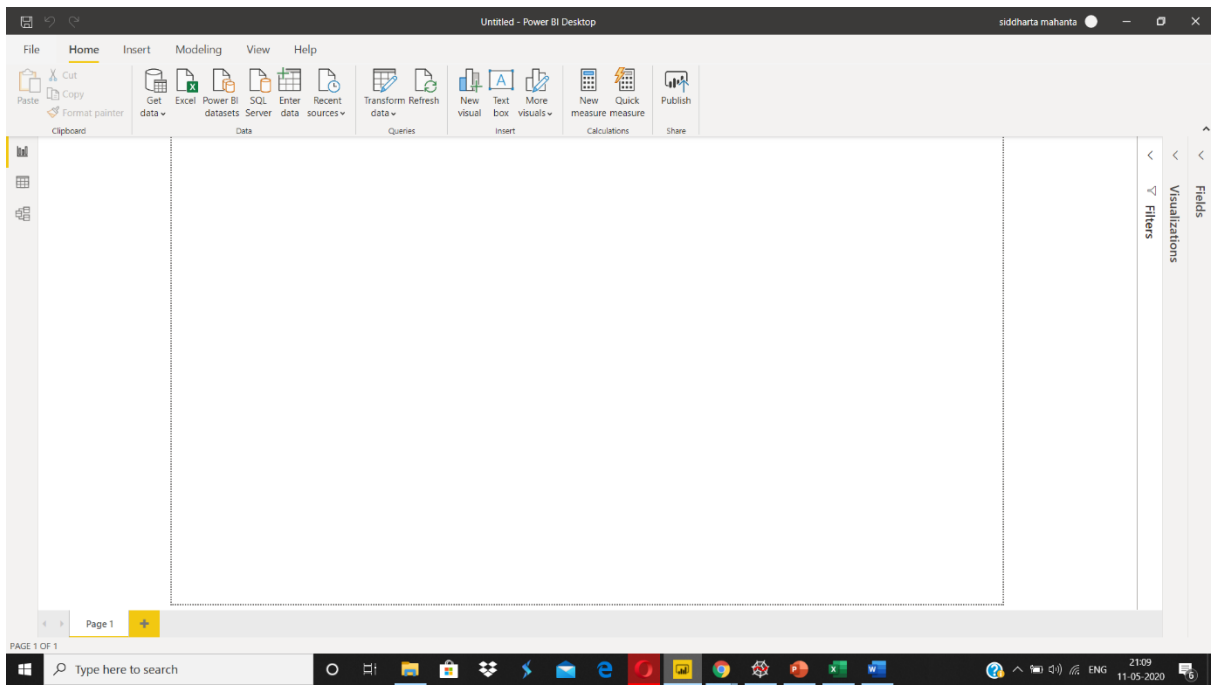 Untitled - Power BI Desktop
siddharta mahanta
File Home Insert Modeling View Help
Paste
Cut
Copy
Format painter
Clipboard
Get data
Excel
Power BI datasets
SQL Server
Enter data
Recent sources
Data
Transform data
Refresh
Queries
New visual
Text box
More visuals
Insert
New measure
Quick measure
Calculations
Publish
Share
Filters
Visualizations
Fields
Page 1
PAGE 1 OF 1
Type here to search
ENG
21:09
11-05-2020
6